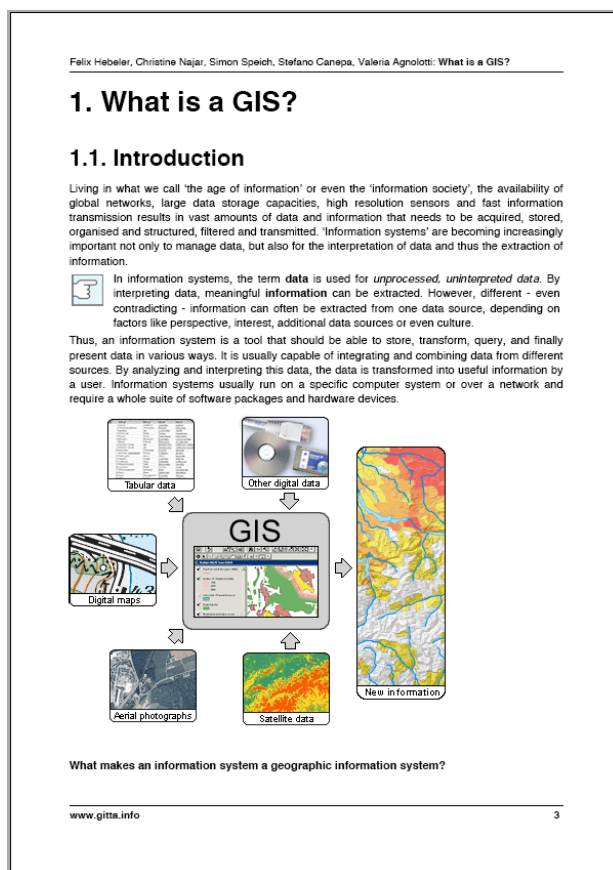 Felix Hebeler, Christine Najar, Simon Speich, Stefano Canepa, Valeria Agnolotti: What is a GIS?
1. What is a GIS?
1.1. Introduction
Living in what we call ‘the age of information’ or even the ‘information society’, the availability of
global networks, large data storage capacities, high resolution sensors and fast information
transmission results in vast amounts of data and information that needs to be acquired, stored,
organised and structured, filtered and transmitted. ‘Information systems’ are becoming increasingly
important not only to manage data, but also for the interpretation of data and thus the extraction of
information.
In information systems, the term data is used for unprocessed, uninterpreted data. By
interpreting data, meaningful information can be extracted. However, different - even
contradicting - information can often be extracted from one data source, depending on
factors like perspective, interest, additional data sources or even culture.
Thus, an information system is a tool that should be able to store, transform, query, and finally
present data in various ways. It is usually capable of integrating and combining data from different
sources. By analyzing and interpreting this data, the data is transformed into useful information by
a user. Information systems usually run on a specific computer system or over a network and
require a whole suite of software packages and hardware devices.
Tabular data
Other digital data
GIS
Digital maps
Aerial photographs
Satellite data
New information
What makes an information system a geographic information system?
www.gitta.info 3